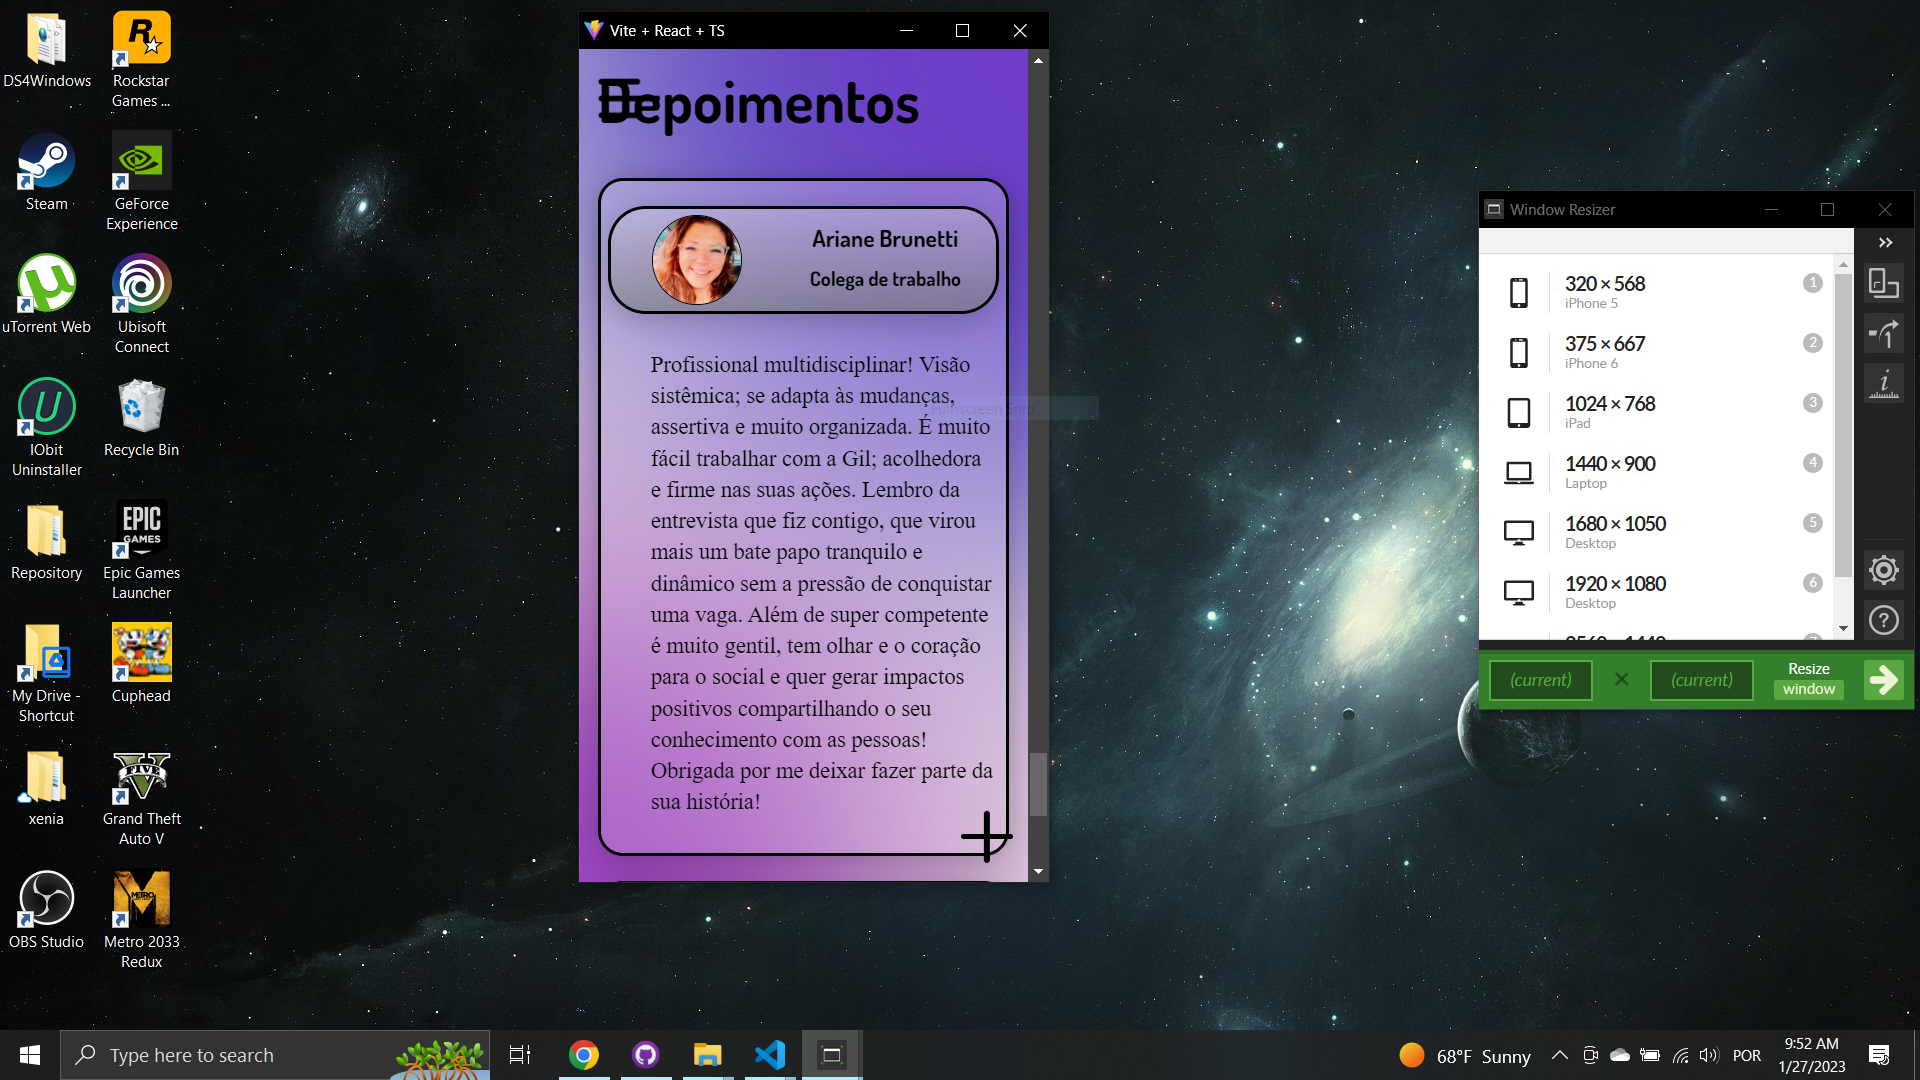 DS4Windows
Rockstar
Games ...
Steam
GeForce
Experience
uTorrent Web
Ubisoft
Connect
IObit
Uninstaller
Recycle Bin
EPIC
GAMES
Repository
Epic Games
Launcher
My Drive -
Shortcut
Cuphead
xenia
FIVE
Grand Theft
Auto V
OBS Studio
METRO
Metro 2033
Redux
Vite + React + TS
Depoimentos
Ariane Brunetti
Colega de trabalho
Profissional multidisciplinar! Visão
sistêmica; se adapta às mudanças,
assertiva e muito organizada. É muito
fácil trabalhar com a Gil; acolhedora
e firme nas suas ações. Lembro da
entrevista que fiz contigo, que virou
mais um bate papo tranquilo e
dinâmico sem a pressão de conquistar
uma vaga. Além de super competente
é muito gentil, tem olhar e o coração
para o social e quer gerar impactos
positivos compartilhando o seu
conhecimento com as pessoas!
Obrigada por me deixar fazer parte da
sua história!
Full-screen Snip
Window Resizer
320 × 568
1
iPhone 5
375 × 667
2
iPhone 6
1024 × 768
3
iPad
1440 × 900
4
Laptop
1680 × 1050
5
Desktop
1920 × 1080
6
Desktop
(current)
×
(current)
Resize
window
Type here to search
68°F Sunny
POR
9:52 AM
1/27/2023